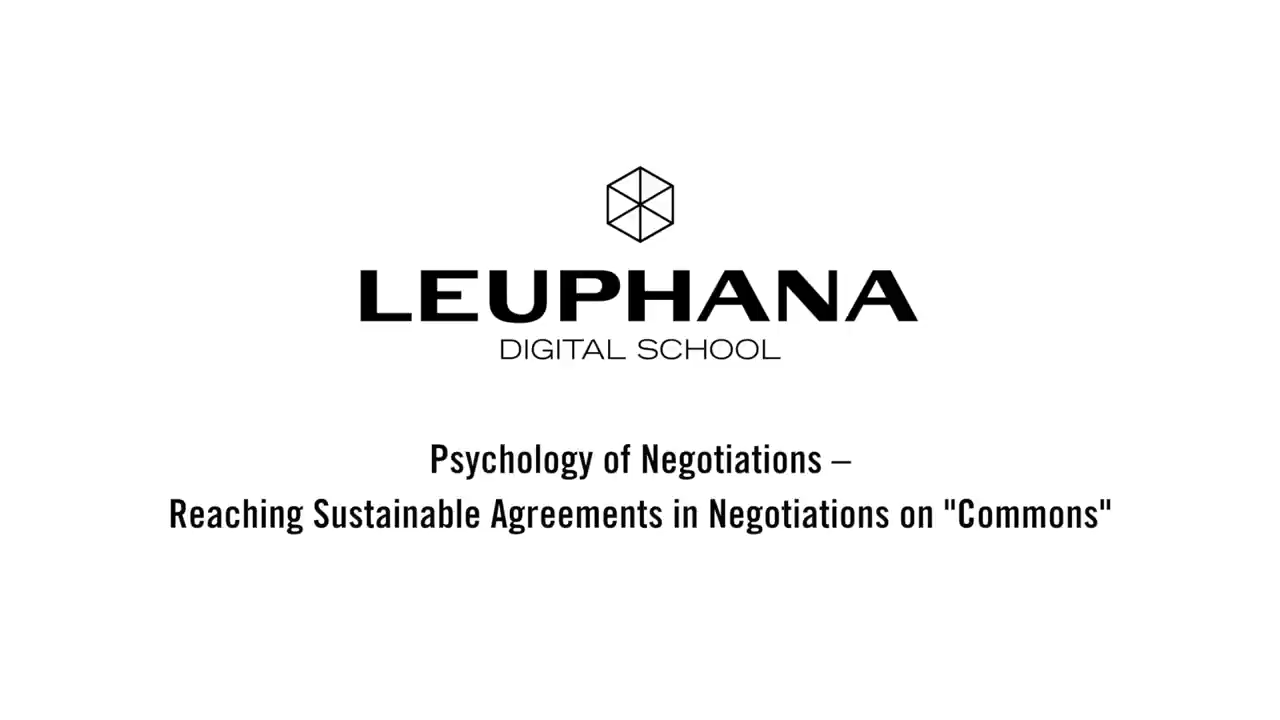 LEUPHANA
DIGITAL SCHOOL
Psychology of Negotiations –
Reaching Sustainable Agreements in Negotiations on "Commons"